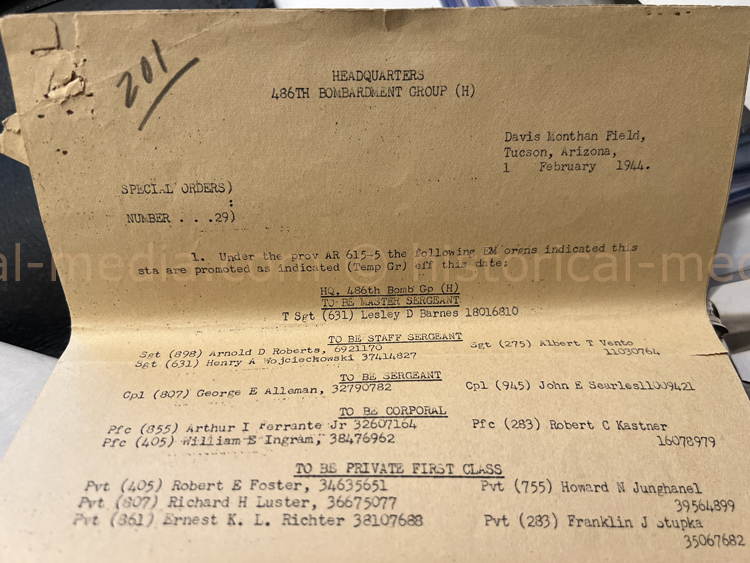 201
HEADQUARTERS
486TH BOMBARDMENT GROUP (H)
Davis Monthan Field,
Tucson, Arizona,
1 February 1944.
SPECIAL ORDERS)
:
NUMBER . . .29)
1. Under the prov AR 615-5 the following EM orgns indicated this
sta are promoted as indicated (Temp Gr) eff this date:
HQ, 486th Bomb Gp (H)
TO BE MASTER SERGEANT
T Sgt (631) Lesley D Barnes 18016810
TO BE STAFF SERGEANT
Sgt (898) Arnold D Roberts, 6921170 Sgt (275) Albert T Vento
Sgt (631) Henry A Wojcieckowski 37414827 11030764
TO BE SERGEANT
Cpl (807) George E Alleman, 32790782 Cpl (945) John E Searles11009421
TO BE CORPORAL
Pfc (855) Arthur I Ferrante Jr 32607164 Pfc (283) Robert C Kastner
Pfc (405) William E Ingram, 38476962 16078979
TO BE PRIVATE FIRST CLASS
Pvt (405) Robert E Foster, 34635651 Pvt (755) Howard N Junghanel
Pvt (807) Richard H Luster, 36675077 39564899
Pvt (861) Ernest K. L. Richter 38107688 Pvt (283) Franklin J Stupka
35067682
al-media © historical-med